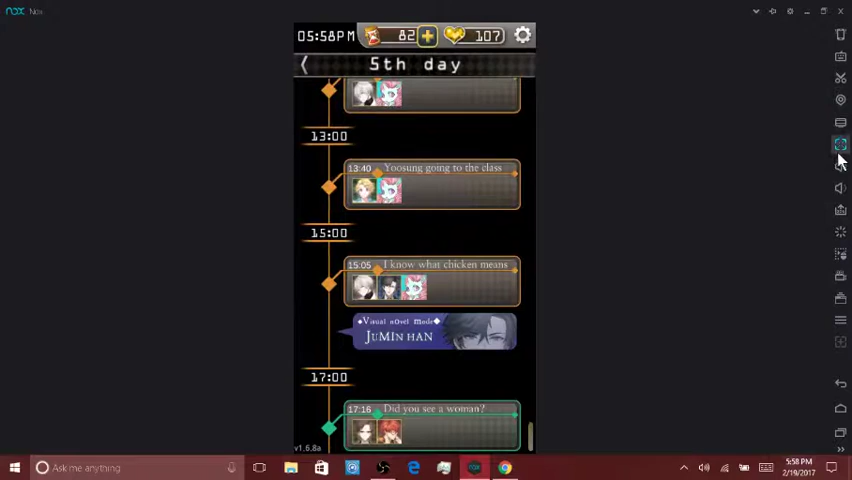 nox Nox
05:58PM 82 107
5th day
13:00
13:40 Yoosung going to the class
15:00
15:05 I know what chicken means
Visual novel mode
JUMIN HAN
17:00
17:16 Did you see a woman?
v1.6.8a
Ask me anything
5:58 PM
2/19/2017